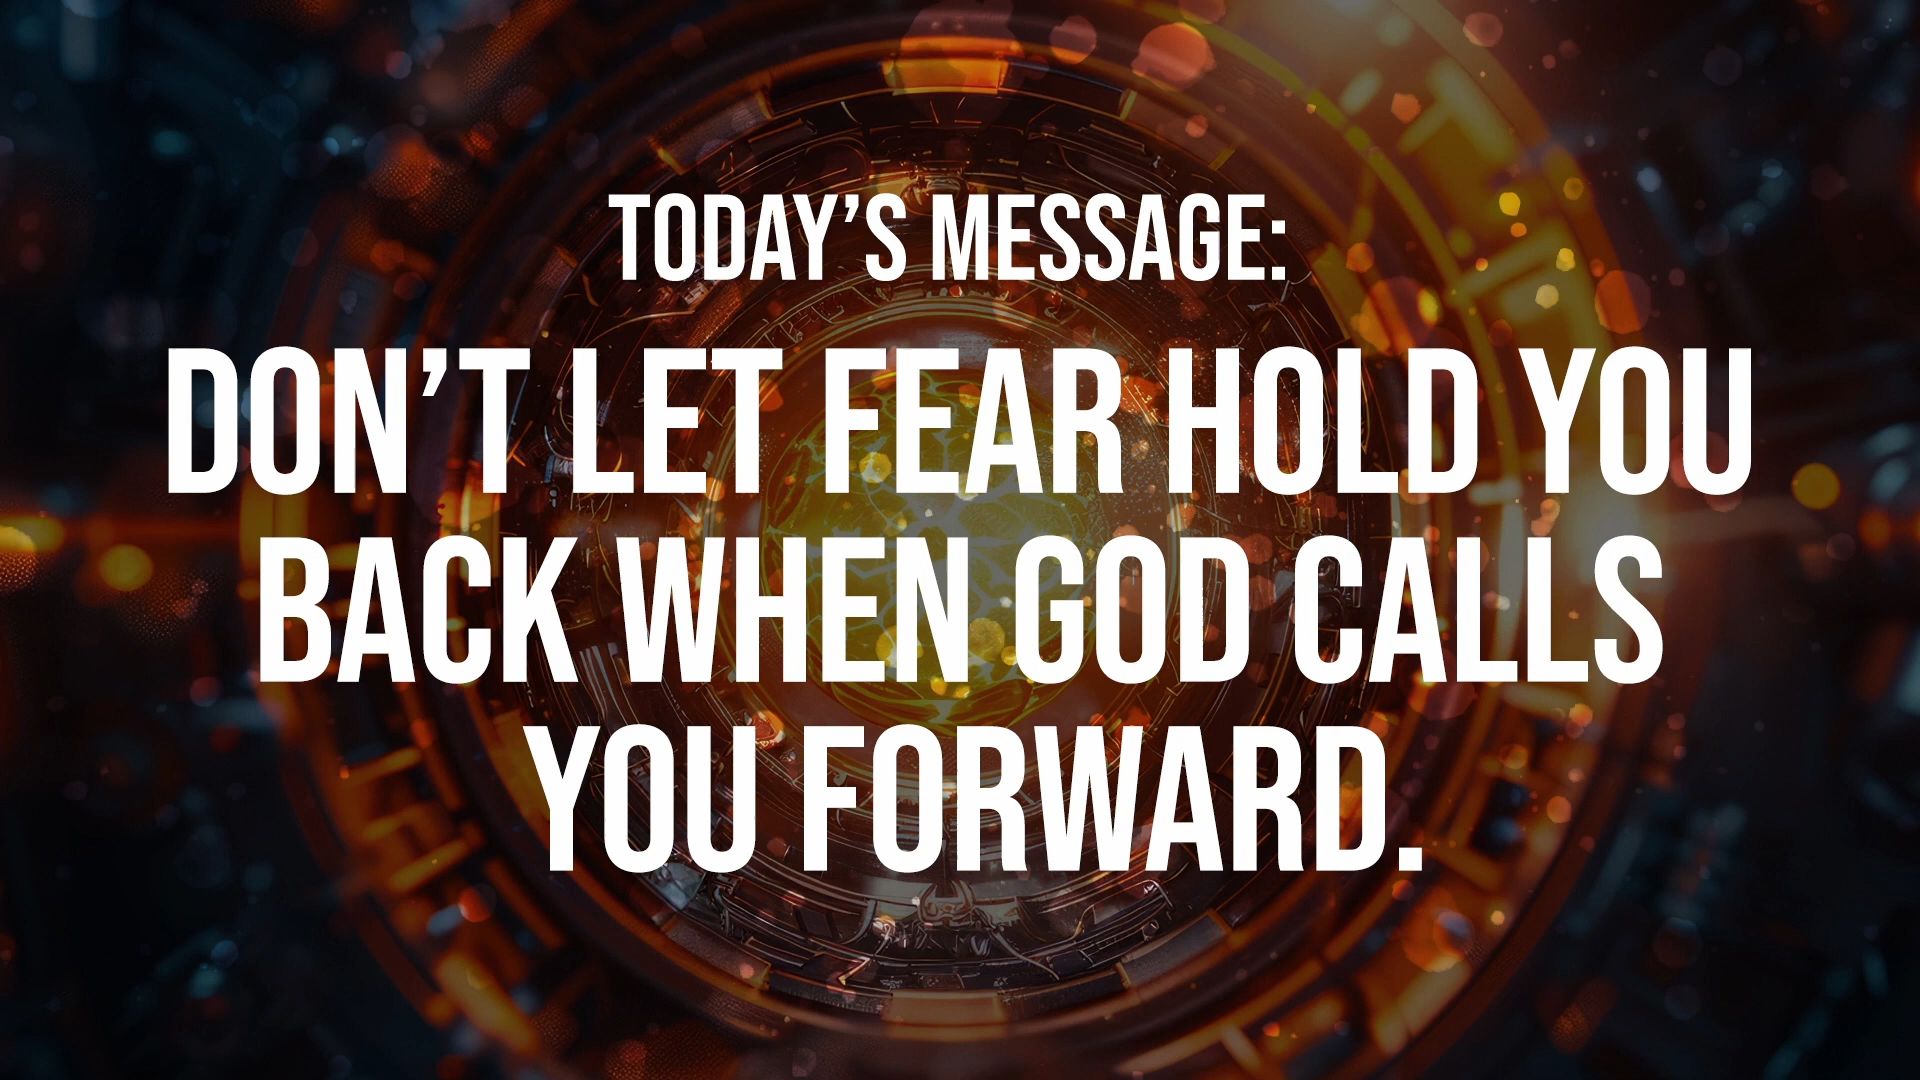 TODAY’S MESSAGE:
DON’T LET FEAR HOLD YOU
BACK WHEN GOD CALLS
YOU FORWARD.